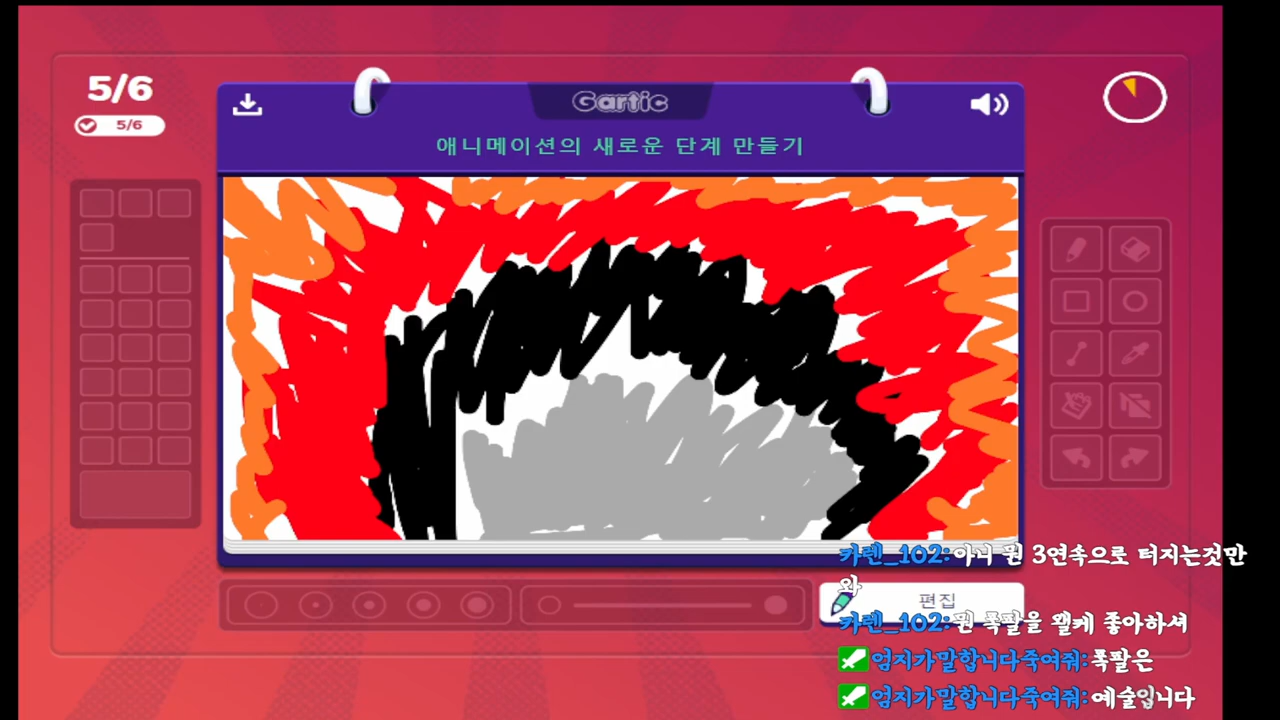 5/6
5/6
Gartic
애니메이션의 새로운 단계 만들기
편집
카렌_102:아니 뭔 3연속으로 터지는것만
와
카렌_102:뭔 폭팔을 왤케 좋아하셔
엄지가말합니다죽여줘:폭팔은
엄지가말합니다죽여줘:예술입니다